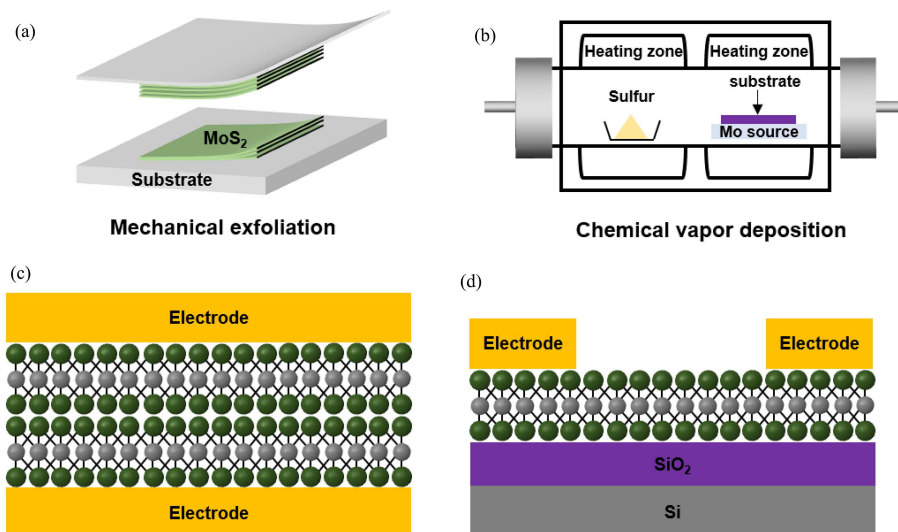 (a)
MoS2
Substrate
Mechanical exfoliation
(b)
Heating zone
Heating zone
substrate
Sulfur
Mo source
Chemical vapor deposition
(c)
Electrode
Electrode
(d)
Electrode
Electrode
SiO2
Si